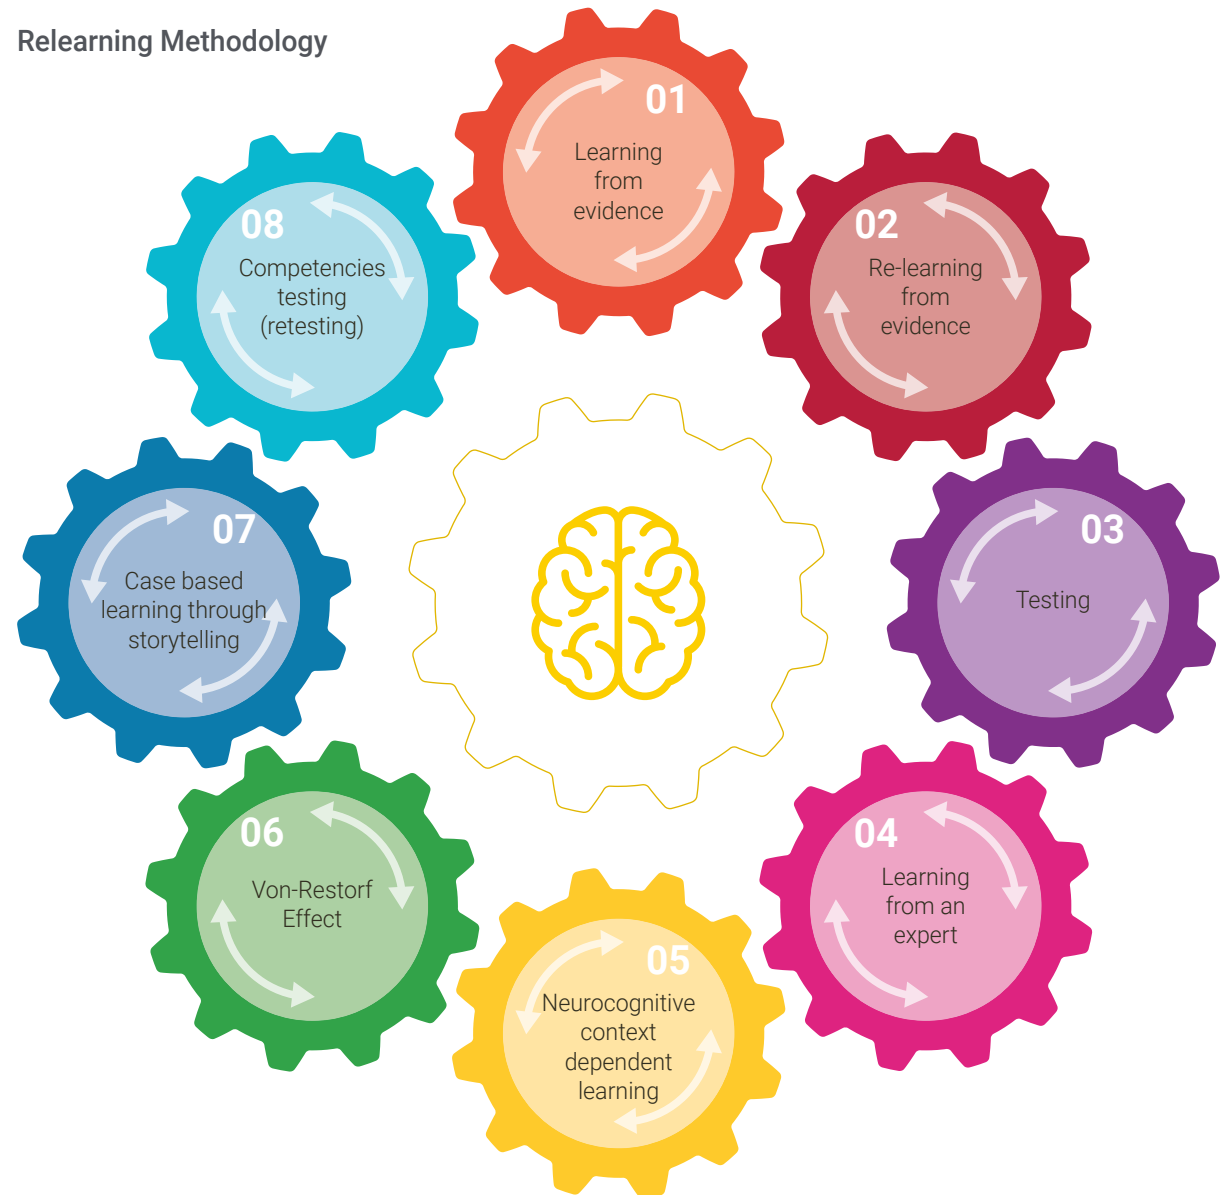 Relearning Methodology
01
Learning
from
evidence
02
Re-learning
from
evidence
03
Testing
04
Learning
from an
expert
05
Neurocognitive
context
dependent
learning
06
Von-Restorf
Effect
07
Case based
learning through
storytelling
08
Competencies
testing
(retesting)